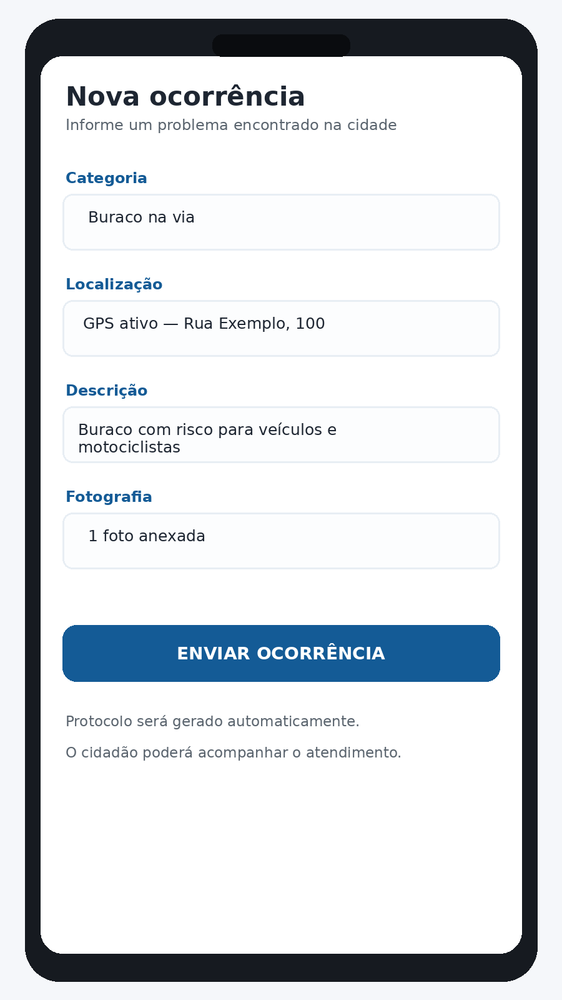 Nova ocorrência
Informe um problema encontrado na cidade
Categoria
Buraco na via
Localização
GPS ativo — Rua Exemplo, 100
Descrição
Buraco com risco para veículos e
motociclistas
Fotografia
1 foto anexada
ENVIAR OCORRÊNCIA
Protocolo será gerado automaticamente.
O cidadão poderá acompanhar o atendimento.